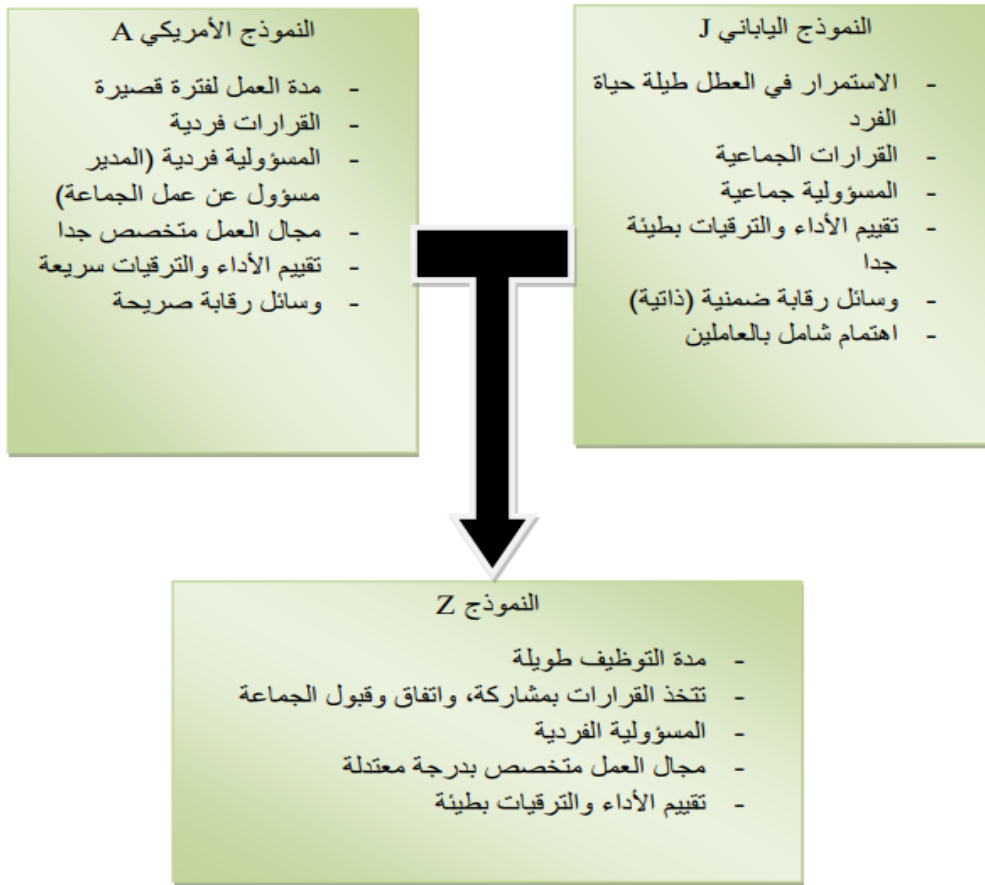 النموذج الياباني J
- الاستمرار في العطل طيلة حياة
الفرد
- القرارات الجماعية
- المسؤولية جماعية
- تقييم الأداء والترقيات بطيئة
جدا
- وسائل رقابة ضمنية (ذاتية)
- اهتمام شامل بالعاملين
النموذج الأمريكي A
- مدة العمل لفترة قصيرة
- القرارات فردية
- المسؤولية فردية (المدير
مسؤول عن عمل الجماعة)
- مجال العمل متخصص جدا
- تقييم الأداء والترقيات سريعة
- وسائل رقابة صريحة
النموذج Z
- مدة التوظيف طويلة
- تتخذ القرارات بمشاركة، واتفاق وقبول الجماعة
- المسؤولية الفردية
- مجال العمل متخصص بدرجة معتدلة
- تقييم الأداء والترقيات بطيئة